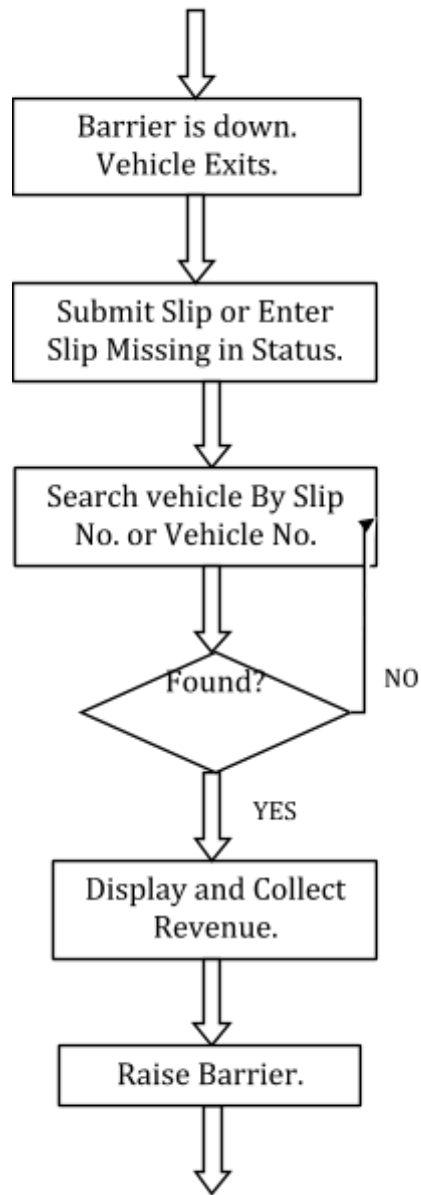 Barrier is down.
Vehicle Exits.
Submit Slip or Enter
Slip Missing in Status.
Search vehicle By Slip
No. or Vehicle No.
Found?
NO
YES
Display and Collect
Revenue.
Raise Barrier.